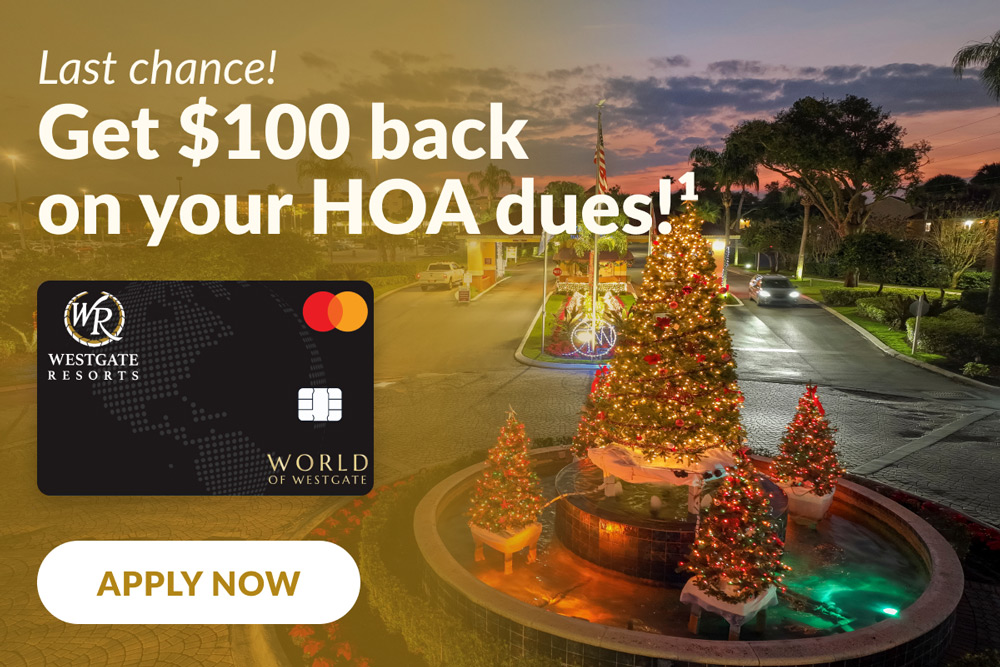 Last chance!
Get $100 back
on your HOA dues!¹
WR
WESTGATE
RESORTS
WORLD
OF WESTGATE
APPLY NOW